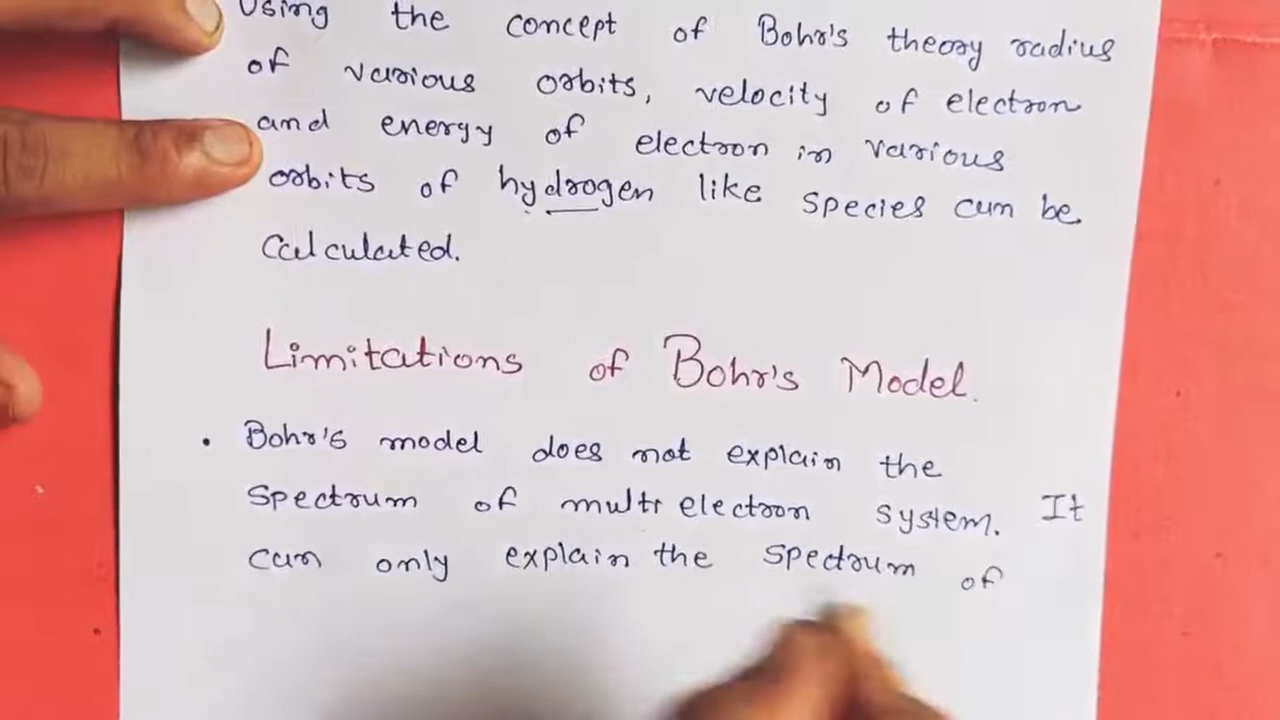 Using the concept of Bohr's theory radius
of various orbits, velocity of electron
and energy of electron in various
orbits of hydrogen like species can be
calculated.
Limitations of Bohr's Model.
• Bohr's model does not explain the
spectrum of multi electron system. It
can only explain the spectrum of